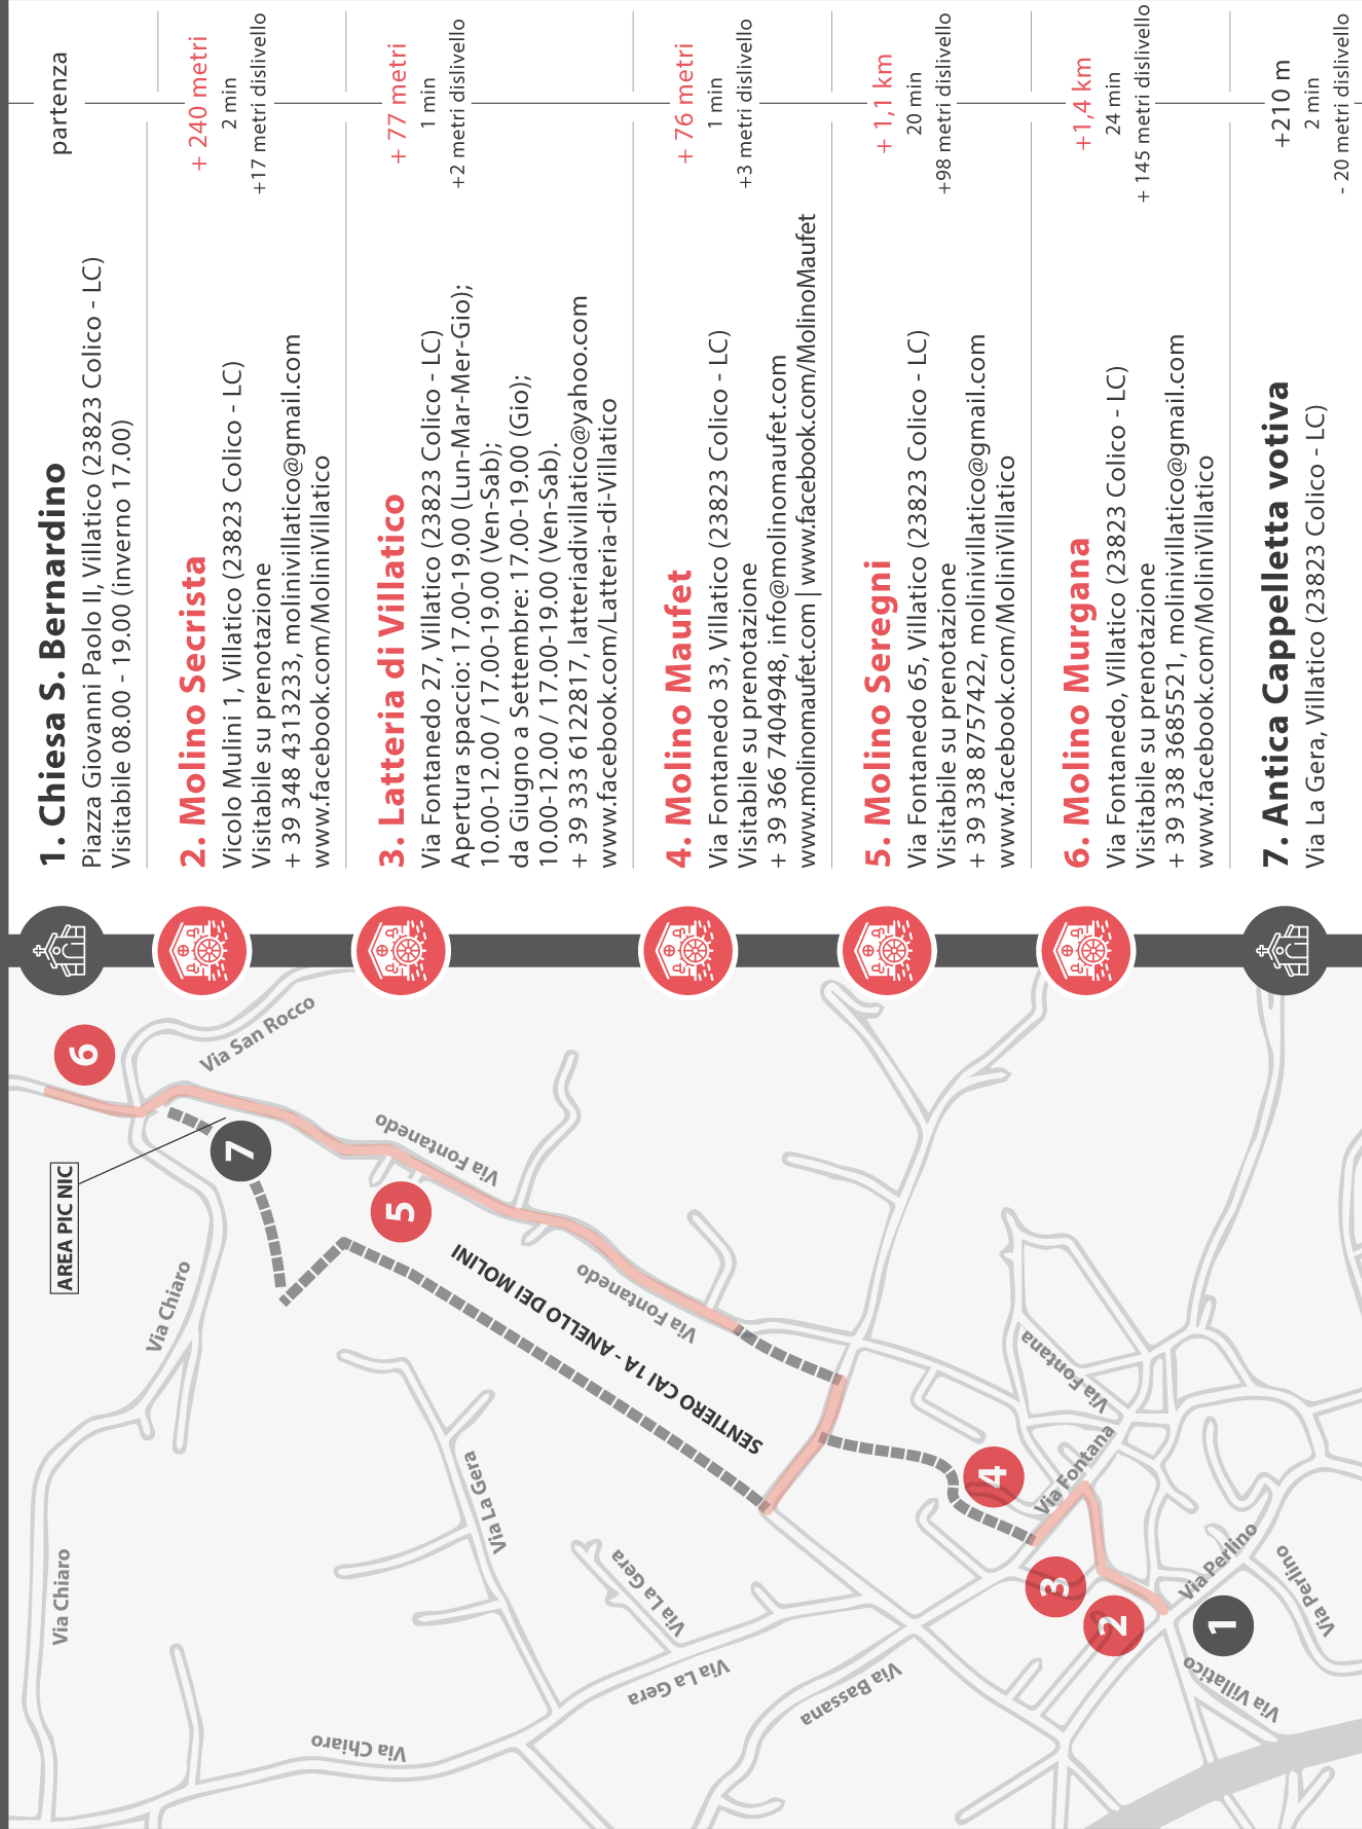 1. Chiesa S. Bernardino
Piazza Giovanni Paolo II, Villatico (23823 Colico - LC)
Visitabile 08.00 - 19.00 (inverno 17.00)
partenza
2. Molino Secrista
Vicolo Mulini 1, Villatico (23823 Colico - LC)
Visitabile su prenotazione
+ 39 348 4313233, molinivillatico@gmail.com
www.facebook.com/MoliniVillatico
+ 240 metri
2 min
+17 metri dislivello
3. Latteria di Villatico
Via Fontanedo 27, Villatico (23823 Colico - LC)
Apertura spaccio: 17.00-19.00 (Lun-Mar-Mer-Gio);
10.00-12.00 / 17.00-19.00 (Ven-Sab);
da Giugno a Settembre: 17.00-19.00 (Gio);
10.00-12.00 / 17.00-19.00 (Ven-Sab).
+ 39 333 6122817, latteriadivillatico@yahoo.com
www.facebook.com/Latteria-di-Villatico
+ 77 metri
1 min
+2 metri dislivello
4. Molino Maufet
Via Fontanedo 33, Villatico (23823 Colico - LC)
Visitabile su prenotazione
+ 39 366 7404948, info@molinomaufet.com
www.molinomaufet.com | www.facebook.com/MolinoMaufet
+ 76 metri
1 min
+3 metri dislivello
5. Molino Seregni
Via Fontanedo 65, Villatico (23823 Colico - LC)
Visitabile su prenotazione
+ 39 338 8757422, molinivillatico@gmail.com
www.facebook.com/MoliniVillatico
+ 1,1 km
20 min
+98 metri dislivello
6. Molino Murgana
Via Fontanedo, Villatico (23823 Colico - LC)
Visitabile su prenotazione
+ 39 338 3685521, molinivillatico@gmail.com
www.facebook.com/MoliniVillatico
+1,4 km
24 min
+ 145 metri dislivello
7. Antica Cappelletta votiva
Via La Gera, Villatico (23823 Colico - LC)
+210 m
2 min
- 20 metri dislivello
6
Via San Rocco
AREA PIC NIC
7
Via Chiaro
Via Chiaro
Via Chiaro
Via Fontanedo
5
SENTIERO CAI 1A - ANELLO DEI MOLINI
Via Fontanedo
Via La Gera
Via La Gera
Via La Gera
Via Bassana
4
Via Fontana
Via Fontana
3
2
1
Via Perlino
Via Perlino
Via Villatico